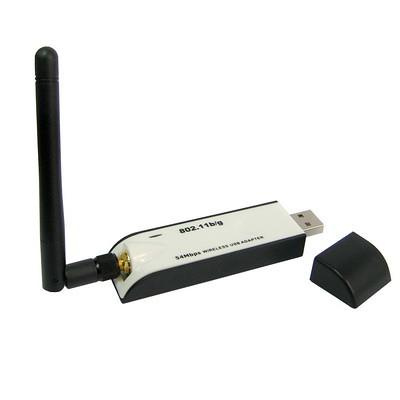 802.11b/g
54Mbps WIRELESS USB ADAPTER